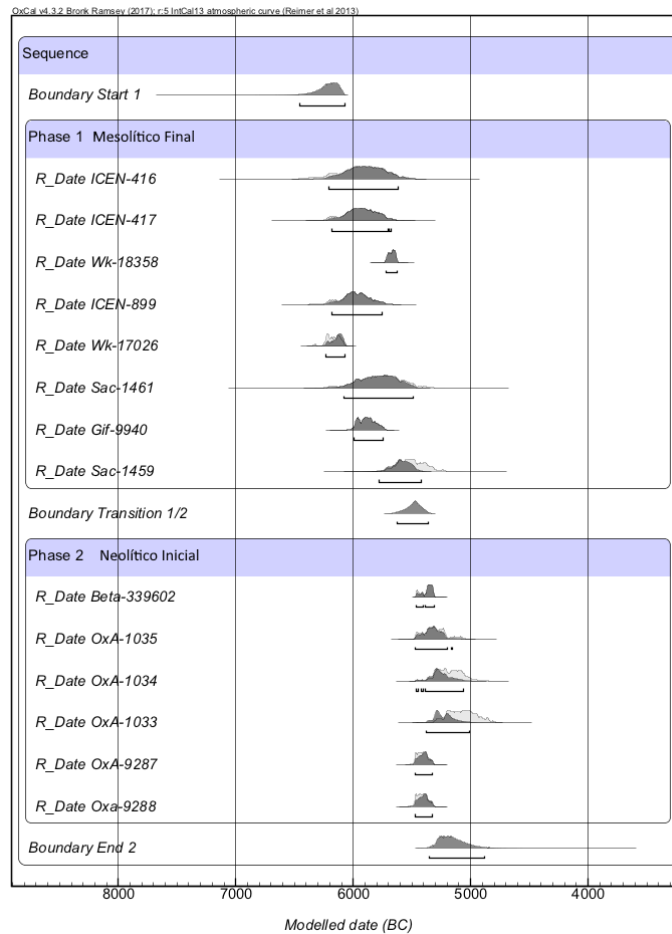 OxCal v4.3.2 Bronk Ramsey (2017); r:5 IntCal13 atmospheric curve (Reimer et al 2013)
Sequence
Boundary Start 1
Phase 1 Mesolítico Final
R_Date ICEN-416
R_Date ICEN-417
R_Date Wk-18358
R_Date ICEN-899
R_Date Wk-17026
R_Date Sac-1461
R_Date Gif-9940
R_Date Sac-1459
Boundary Transition 1/2
Phase 2 Neolítico Inicial
R_Date Beta-339602
R_Date OxA-1035
R_Date OxA-1034
R_Date OxA-1033
R_Date OxA-9287
R_Date Oxa-9288
Boundary End 2
8000 7000 6000 5000 4000
Modelled date (BC)